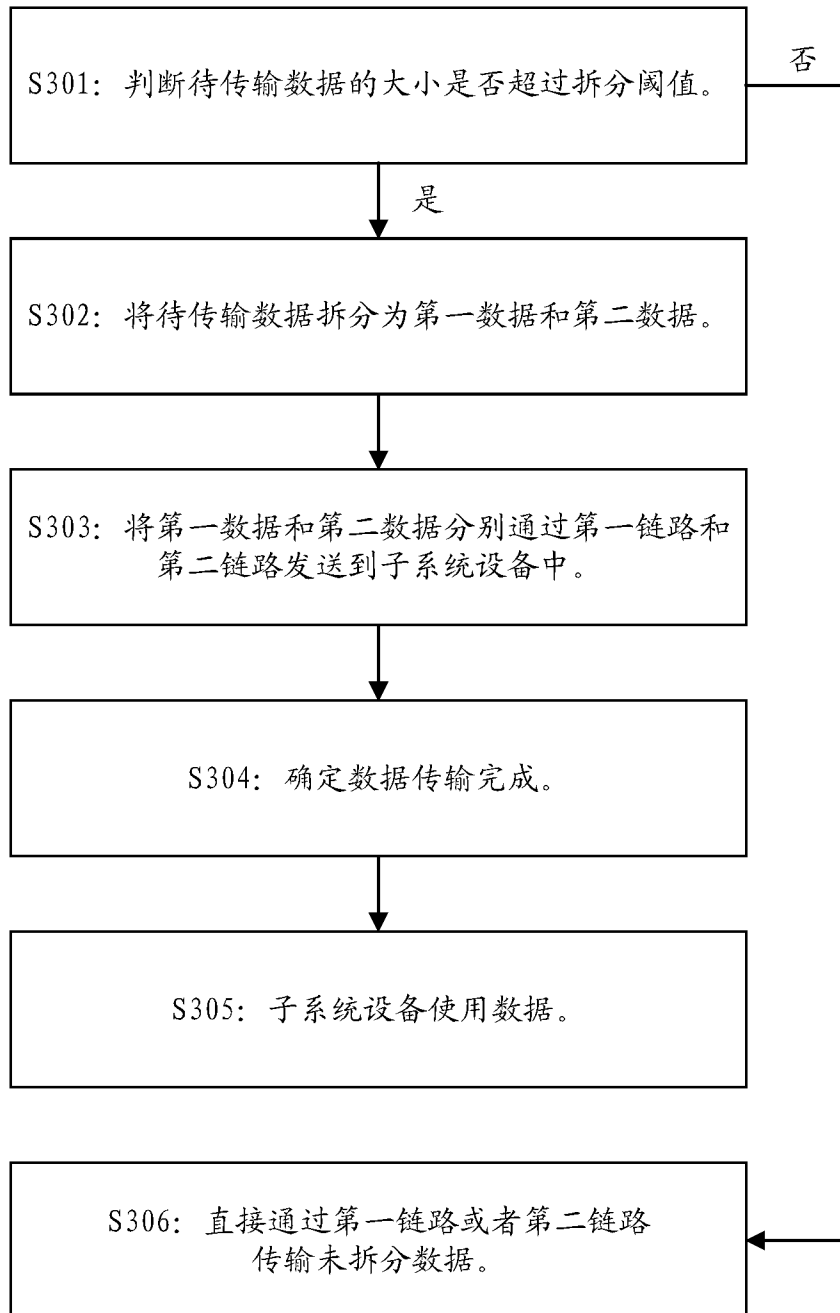 S301：判断待传输数据的大小是否超过拆分阈值。
否
是
S302：将待传输数据拆分为第一数据和第二数据。
S303：将第一数据和第二数据分别通过第一链路和
第二链路发送到子系统设备中。
S304：确定数据传输完成。
S305：子系统设备使用数据。
S306：直接通过第一链路或者第二链路
传输未拆分数据。